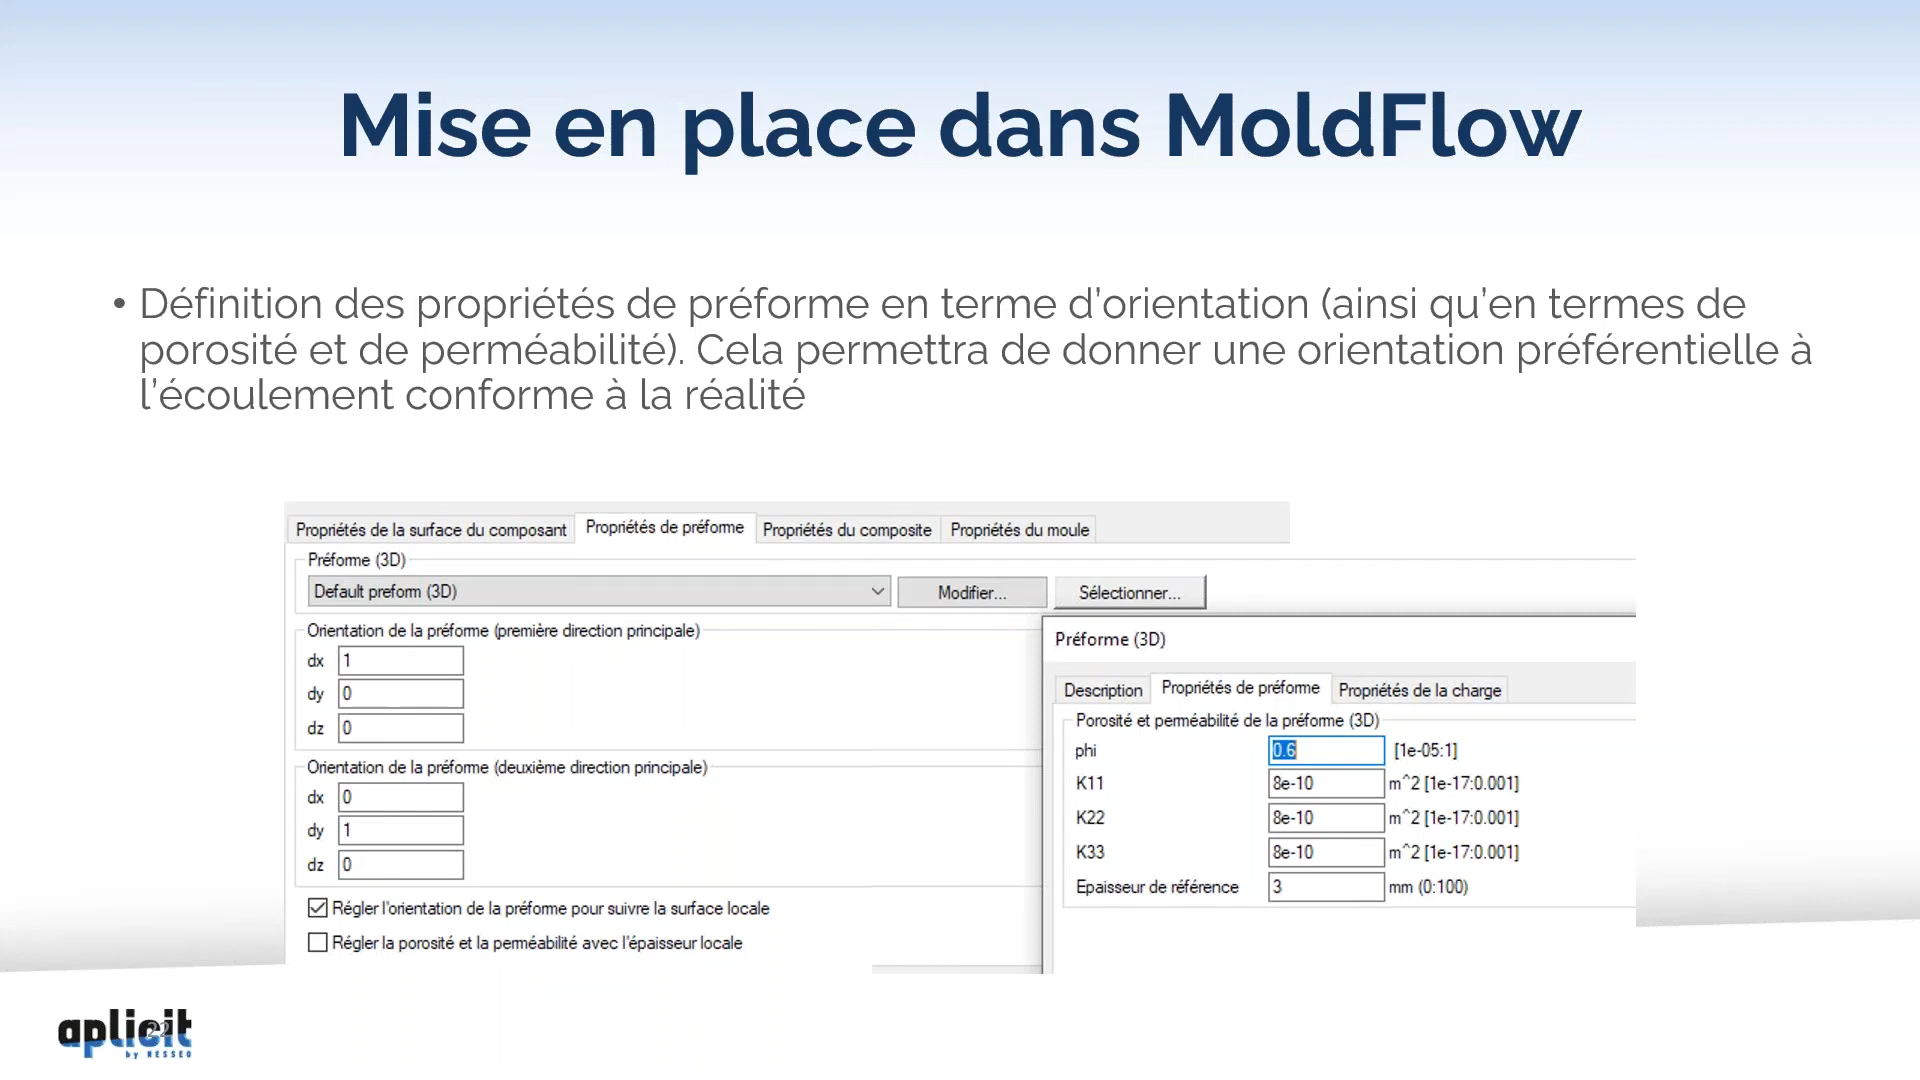 Mise en place dans MoldFlow
• Définition des propriétés de préforme en terme d’orientation (ainsi qu’en termes de
porosité et de perméabilité). Cela permettra de donner une orientation préférentielle à
l’écoulement conforme à la réalité
Propriétés de la surface du composant Propriétés de préforme Propriétés du composite Propriétés du moule
Préforme (3D)
Default preform (3D) Modifier... Sélectionner...
Orientation de la préforme (première direction principale)
dx 1
dy 0
dz 0
Orientation de la préforme (deuxième direction principale)
dx 0
dy 1
dz 0
Régler l'orientation de la préforme pour suivre la surface locale
Régler la porosité et la perméabilité avec l'épaisseur locale
Préforme (3D)
Description Propriétés de préforme Propriétés de la charge
Porosité et perméabilité de la préforme (3D)
phi 0.6 [1e-05:1]
K11 8e-10 m^2 [1e-17:0.001]
K22 8e-10 m^2 [1e-17:0.001]
K33 8e-10 m^2 [1e-17:0.001]
Epaisseur de référence 3 mm (0:100)
aplicit
22
by NESSEO